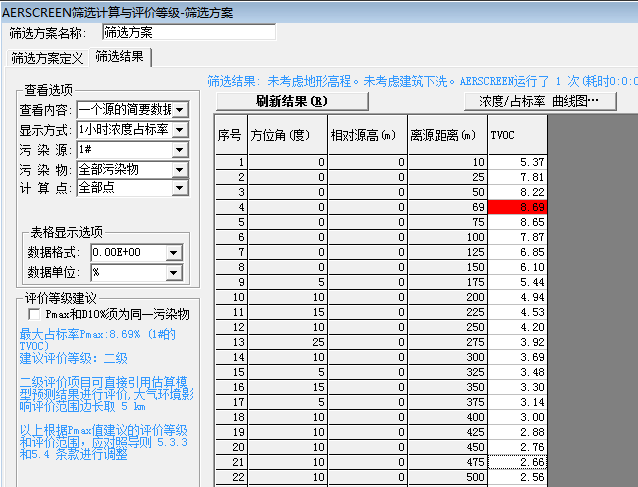 AERSCREEN筛选计算与评价等级-筛选方案
筛选方案名称: 筛选方案
筛选方案定义 筛选结果
筛选结果: 未考虑地形高程。未考虑建筑下洗。AERSCREEN运行了 1 次(耗时0:0:0
查看选项
查看内容: 一个源的简要数据
显示方式: 1小时浓度占标率
污 染 源: 1#
污 染 物: 全部污染物
计 算 点: 全部点
表格显示选项
数据格式: 0.00E+00
数据单位: %
评价等级建议
Pmax和D10%须为同一污染物
最大占标率Pmax:8.69% (1#的
TVOC)
建议评价等级: 二级
二级评价项目可直接引用估算模
型预测结果进行评价,大气环境影
响评价范围边长取 5 km
以上根据Pmax值建议的评价等级
和评价范围, 应对照导则 5.3.3
和5.4 条款进行调整
刷新结果(R) 浓度/占标率 曲线图…
序号 方位角(度) 相对源高(m) 离源距离(m) TVOC
1 0 0 10 5.37
2 0 0 25 7.81
3 0 0 50 8.22
4 0 0 69 8.69
5 0 0 75 8.65
6 0 0 100 7.87
7 0 0 125 6.85
8 0 0 150 6.10
9 5 0 175 5.44
10 10 0 200 4.94
11 15 0 225 4.53
12 10 0 250 4.20
13 25 0 275 3.92
14 10 0 300 3.69
15 5 0 325 3.48
16 15 0 350 3.30
17 5 0 375 3.14
18 10 0 400 3.00
19 10 0 425 2.88
20 10 0 450 2.76
21 10 0 475 2.66
22 10 0 500 2.56